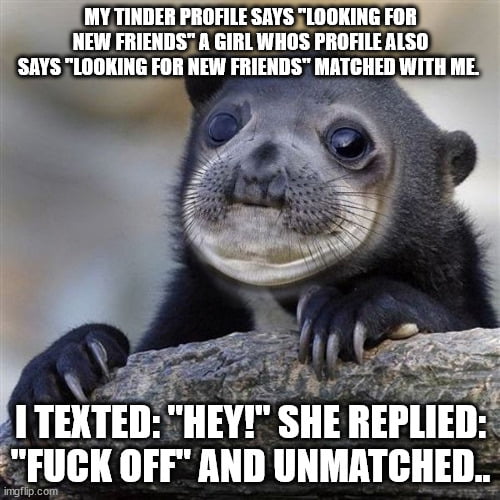 MY TINDER PROFILE SAYS "LOOKING FOR
NEW FRIENDS" A GIRL WHOS PROFILE ALSO
SAYS "LOOKING FOR NEW FRIENDS" MATCHED WITH ME.
I TEXTED: "HEY!" SHE REPLIED:
"FUCK OFF" AND UNMATCHED..
imgflip.com